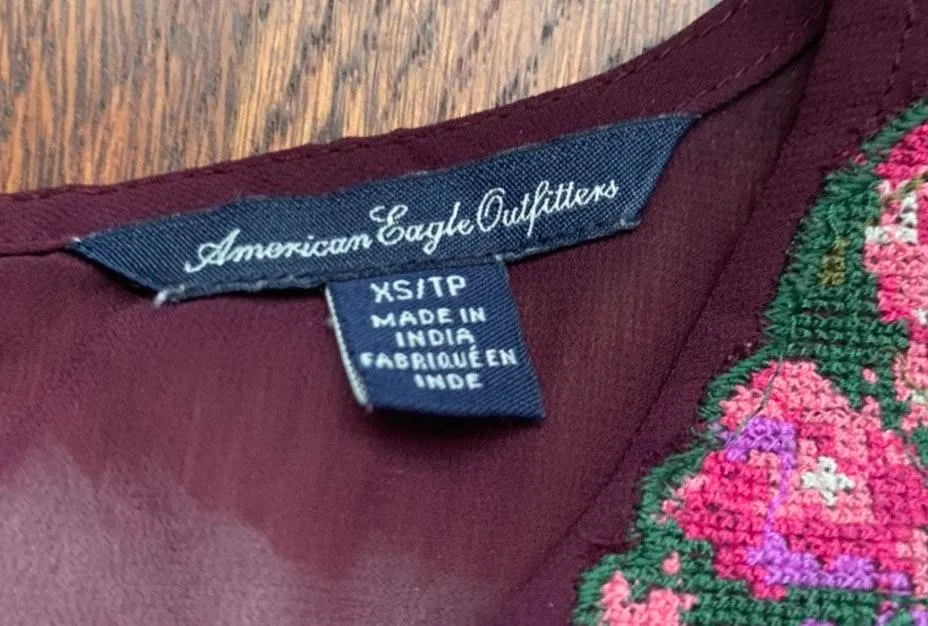 American Eagle Outfitters
XS/TP
MADE IN
INDIA
FABRIQUÉ EN
INDE